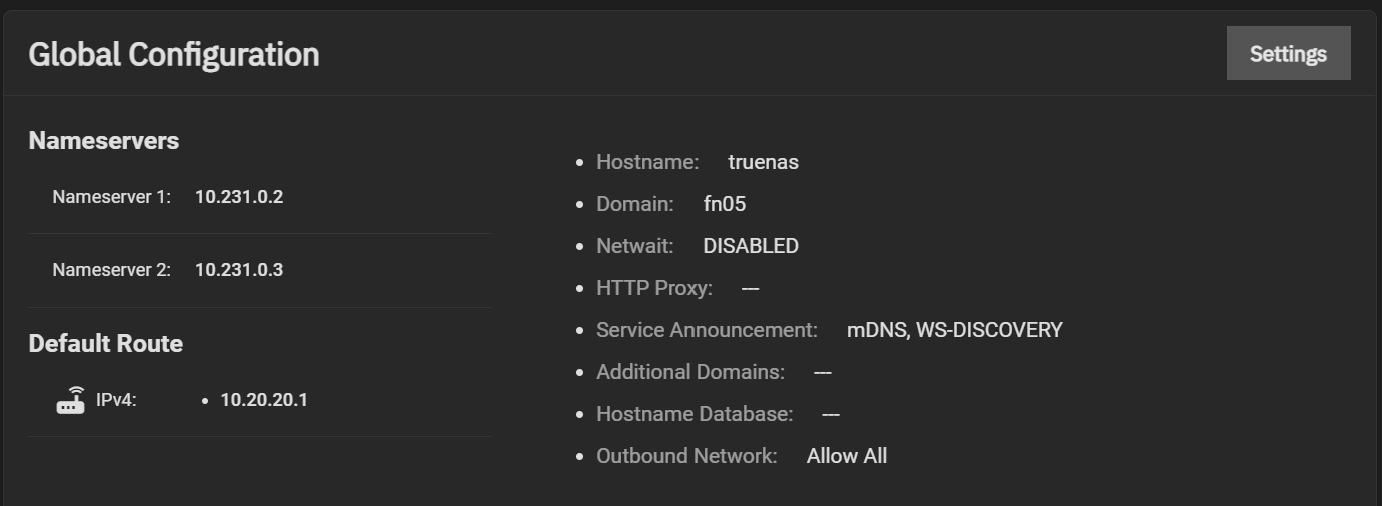 Global Configuration
Settings
Nameservers
Nameserver 1: 10.231.0.2
Nameserver 2: 10.231.0.3
Default Route
IPv4: • 10.20.20.1
• Hostname: truenas
• Domain: fn05
• Netwait: DISABLED
• HTTP Proxy: ---
• Service Announcement: mDNS, WS-DISCOVERY
• Additional Domains: ---
• Hostname Database: ---
• Outbound Network: Allow All